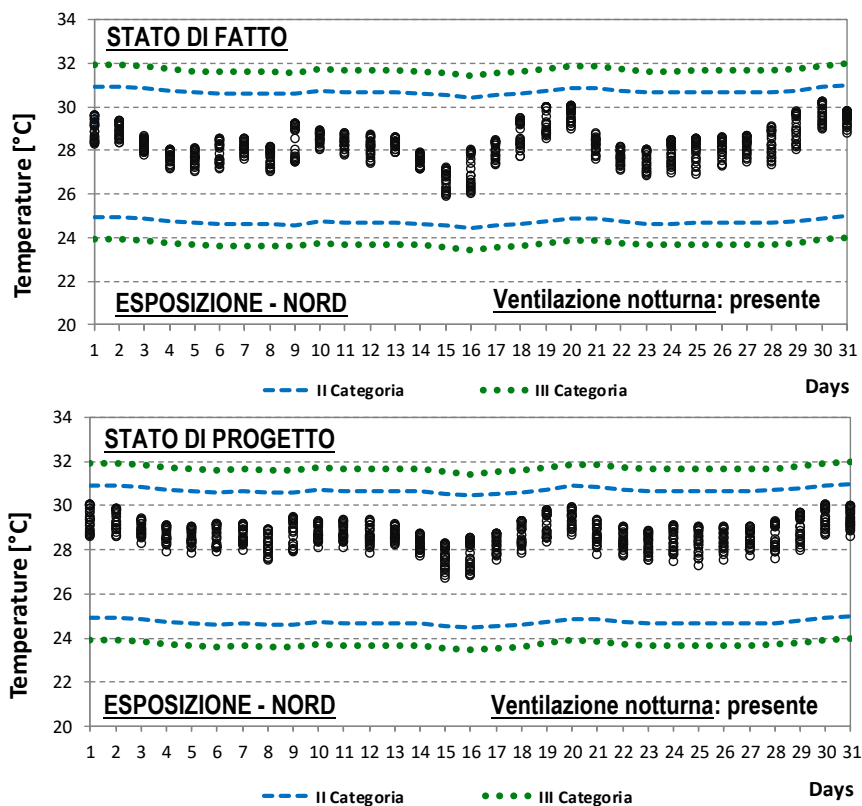 STATO DI FATTO
34
32
30
28
26
24
22
20
Temperature [°C]
ESPOSIZIONE - NORD
Ventilazione notturna: presente
1 2 3 4 5 6 7 8 9 10 11 12 13 14 15 16 17 18 19 20 21 22 23 24 25 26 27 28 29 30 31
II Categoria
III Categoria
Days
STATO DI PROGETTO
34
32
30
28
26
24
22
20
Temperature [°C]
ESPOSIZIONE - NORD
Ventilazione notturna: presente
1 2 3 4 5 6 7 8 9 10 11 12 13 14 15 16 17 18 19 20 21 22 23 24 25 26 27 28 29 30 31
II Categoria
III Categoria
Days